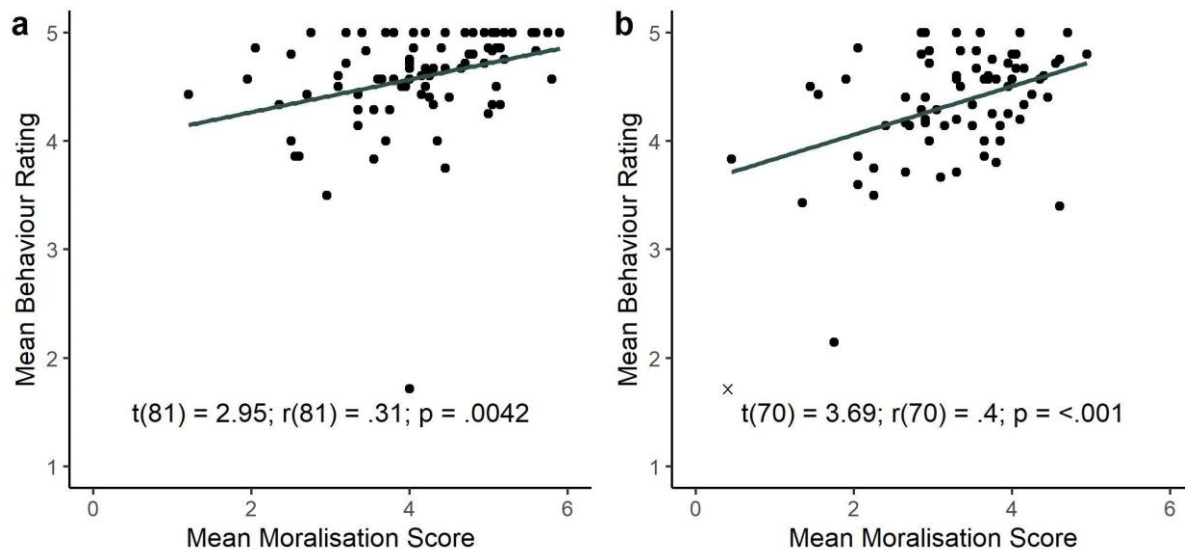 a
Mean Behaviour Rating
5
4
3
2
1
t(81) = 2.95; r(81) = .31; p = .0042
0 2 4 6
Mean Moralisation Score
b
Mean Behaviour Rating
5
4
3
2
1
t(70) = 3.69; r(70) = .4; p = <.001
0 2 4 6
Mean Moralisation Score